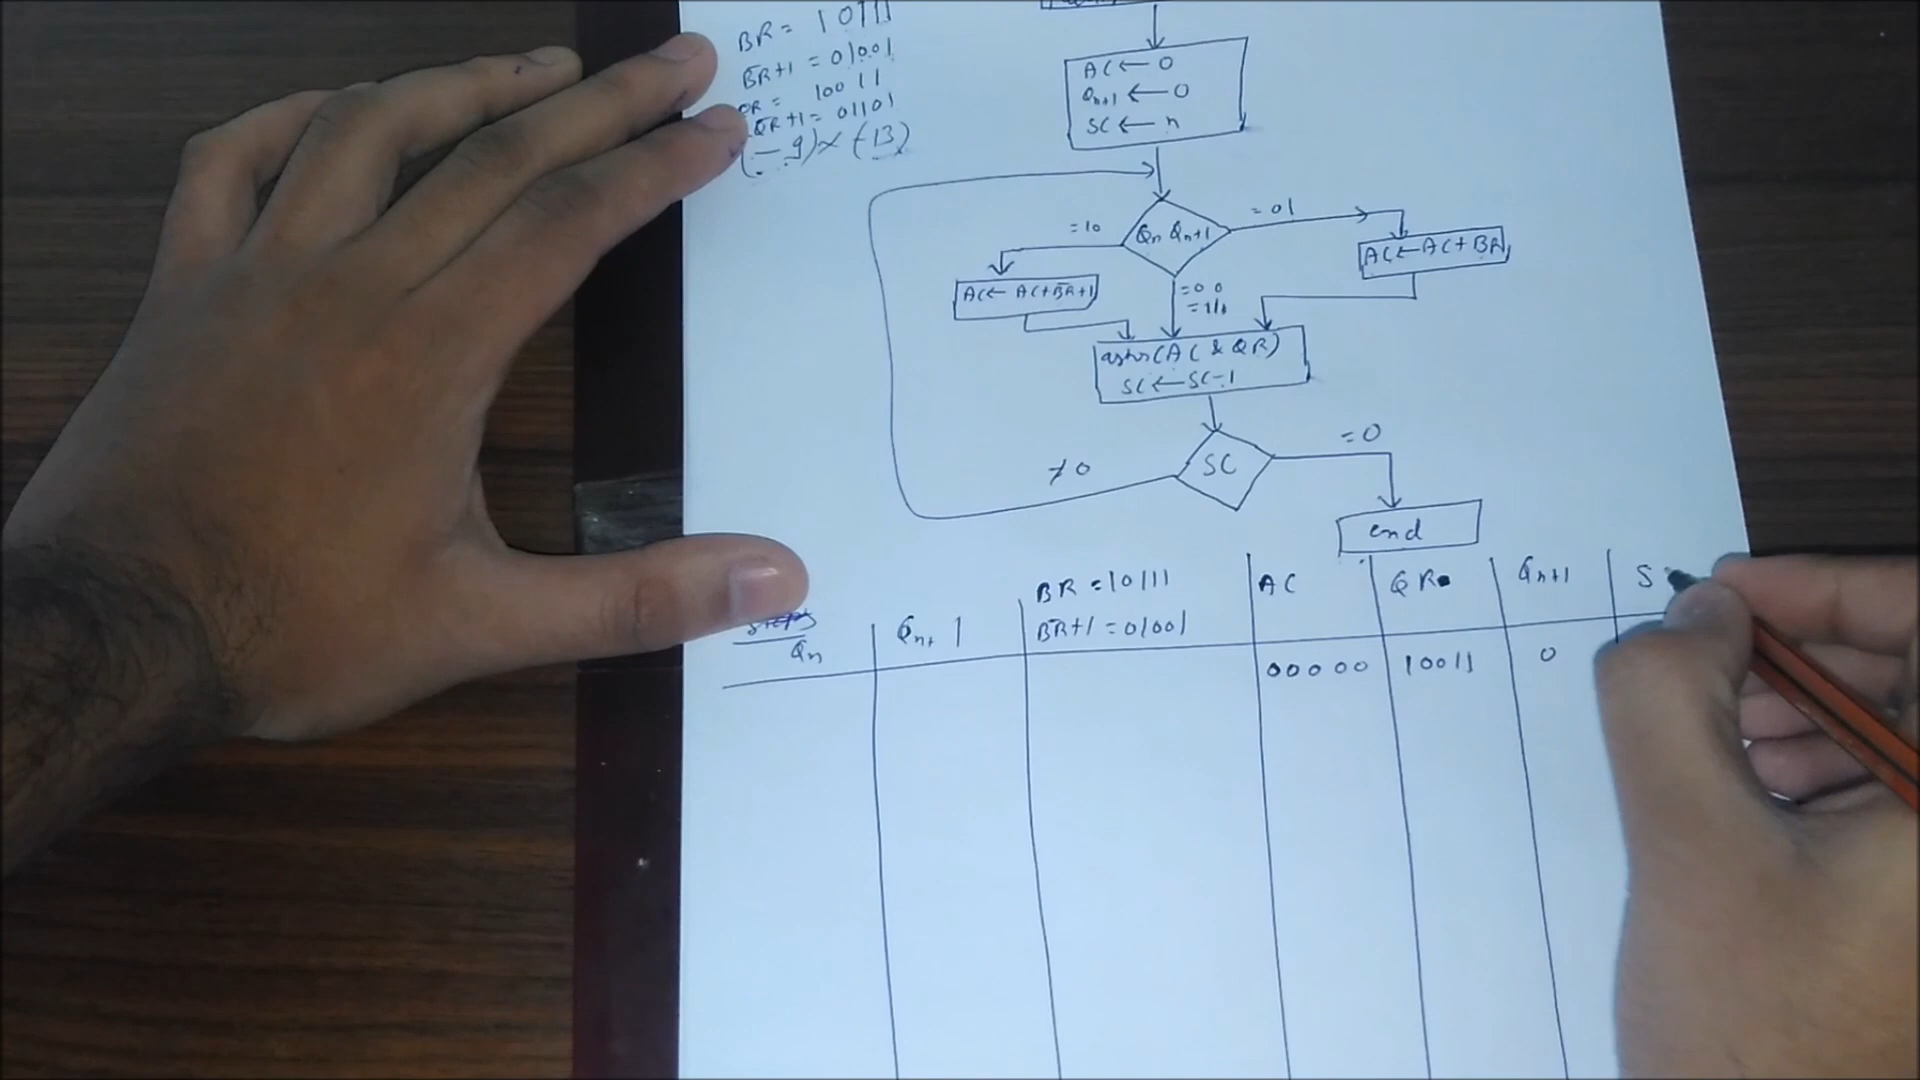 BR = 10111
B̅R̅+1 = 01001
QR = 10011
Q̅R̅+1 = 01101
(-9)×(-13)
AC ← 0
Qn+1 ← 0
SC ← n
Qn Qn+1
=10
=01
=00
=11
AC ← AC+B̅R̅+1
AC ← AC+BR
ashr(AC & QR)
SC ← SC-1
SC
≠0
=0
end
Qn
Qn+1
BR = 10111
B̅R̅+1 = 01001
AC
QR
Qn+1
S
00000
10011
0